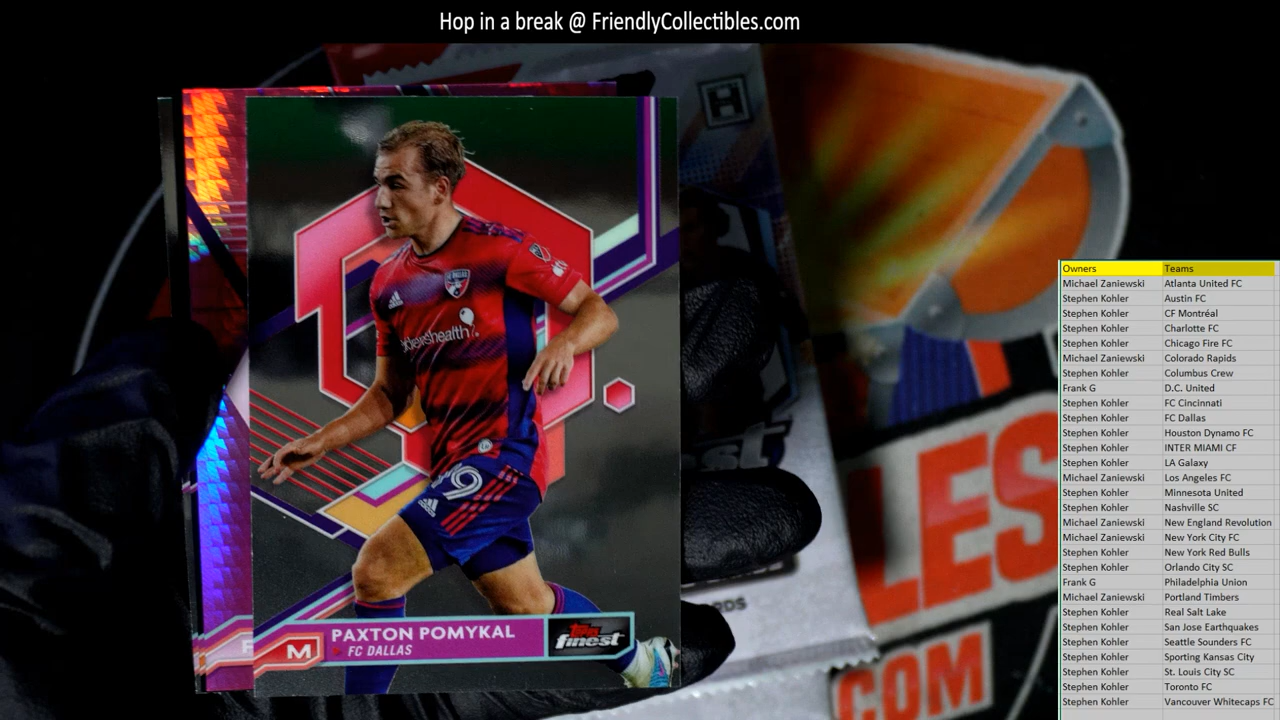 Hop in a break @ FriendlyCollectibles.com
H
FC DALLAS
19
M
PAXTON POMYKAL
FC DALLAS
Topps
finest
F
LES
.COM
Owners Teams
Michael Zaniewski Atlanta United FC
Stephen Kohler Austin FC
Stephen Kohler CF Montréal
Stephen Kohler Charlotte FC
Stephen Kohler Chicago Fire FC
Michael Zaniewski Colorado Rapids
Stephen Kohler Columbus Crew
Frank G D.C. United
Stephen Kohler FC Cincinnati
Stephen Kohler FC Dallas
Stephen Kohler Houston Dynamo FC
Stephen Kohler INTER MIAMI CF
Stephen Kohler LA Galaxy
Michael Zaniewski Los Angeles FC
Stephen Kohler Minnesota United
Stephen Kohler Nashville SC
Michael Zaniewski New England Revolution
Michael Zaniewski New York City FC
Stephen Kohler New York Red Bulls
Stephen Kohler Orlando City SC
Frank G Philadelphia Union
Michael Zaniewski Portland Timbers
Stephen Kohler Real Salt Lake
Stephen Kohler San Jose Earthquakes
Stephen Kohler Seattle Sounders FC
Stephen Kohler Sporting Kansas City
Stephen Kohler St. Louis City SC
Stephen Kohler Toronto FC
Stephen Kohler Vancouver Whitecaps FC